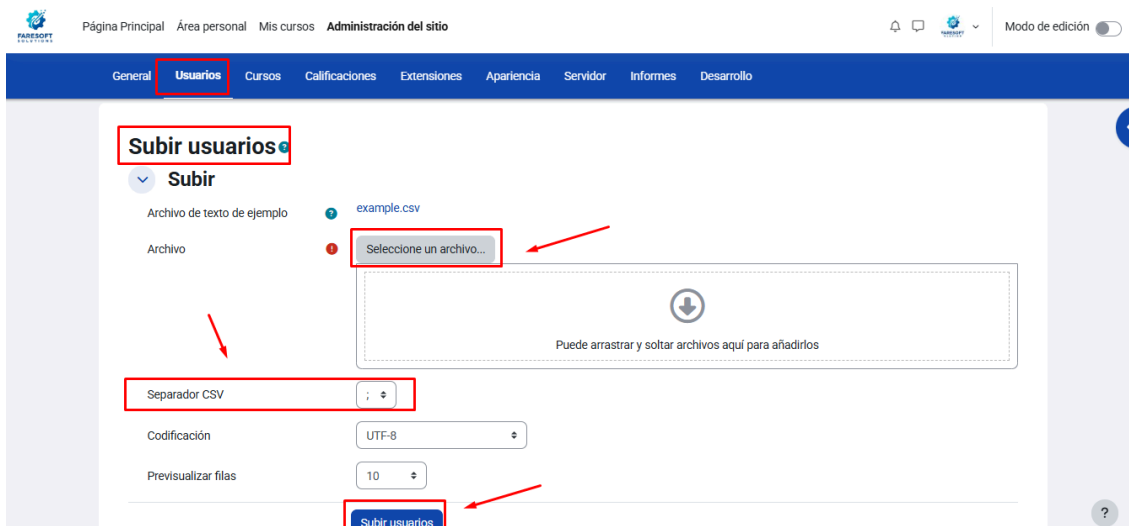 FARESOFT
SOLUTIONS
Página Principal Área personal Mis cursos Administración del sitio
Modo de edición
General Usuarios Cursos Calificaciones Extensiones Apariencia Servidor Informes Desarrollo
Subir usuarios ?
Subir
Archivo de texto de ejemplo ? example.csv
Archivo ! Seleccione un archivo...
Puede arrastrar y soltar archivos aquí para añadirlos
Separador CSV ;
Codificación UTF-8
Previsualizar filas 10
Subir usuarios
?